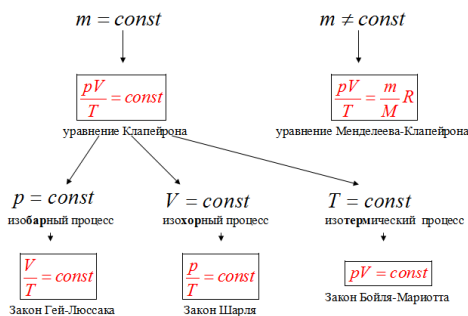 m = const m ≠ const
pV/T = const pV/T = m/M R
уравнение Клапейрона уравнение Менделеева-Клапейрона
p = const V = const T = const
изобарный процесс изохорный процесс изотермический процесс
V/T = const p/T = const pV = const
Закон Гей-Люссака Закон Шарля Закон Бойля-Мариотта